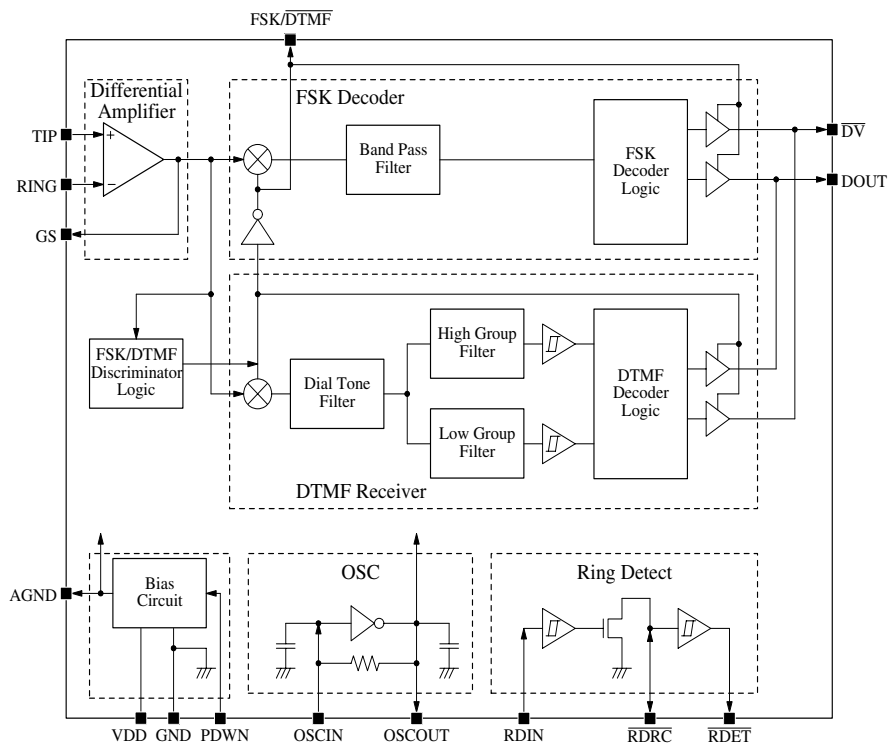 FSK/DTMF
Differential
Amplifier
FSK Decoder
TIP
+
RING
−
GS
Band Pass
Filter
FSK
Decoder
Logic
DV
DOUT
FSK/DTMF
Discriminator
Logic
Dial Tone
Filter
High Group
Filter
Low Group
Filter
DTMF
Decoder
Logic
DTMF Receiver
AGND
Bias
Circuit
OSC
Ring Detect
VDD
GND
PDWN
OSCIN
OSCOUT
RDIN
RDRC
RDET